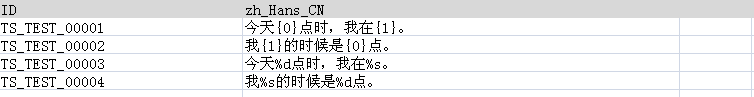 ID zh_Hans_CN
TS_TEST_00001 今天{0}点时，我在{1}。
TS_TEST_00002 我{1}的时候是{0}点。
TS_TEST_00003 今天%d点时，我在%s。
TS_TEST_00004 我%s的时候是%d点。